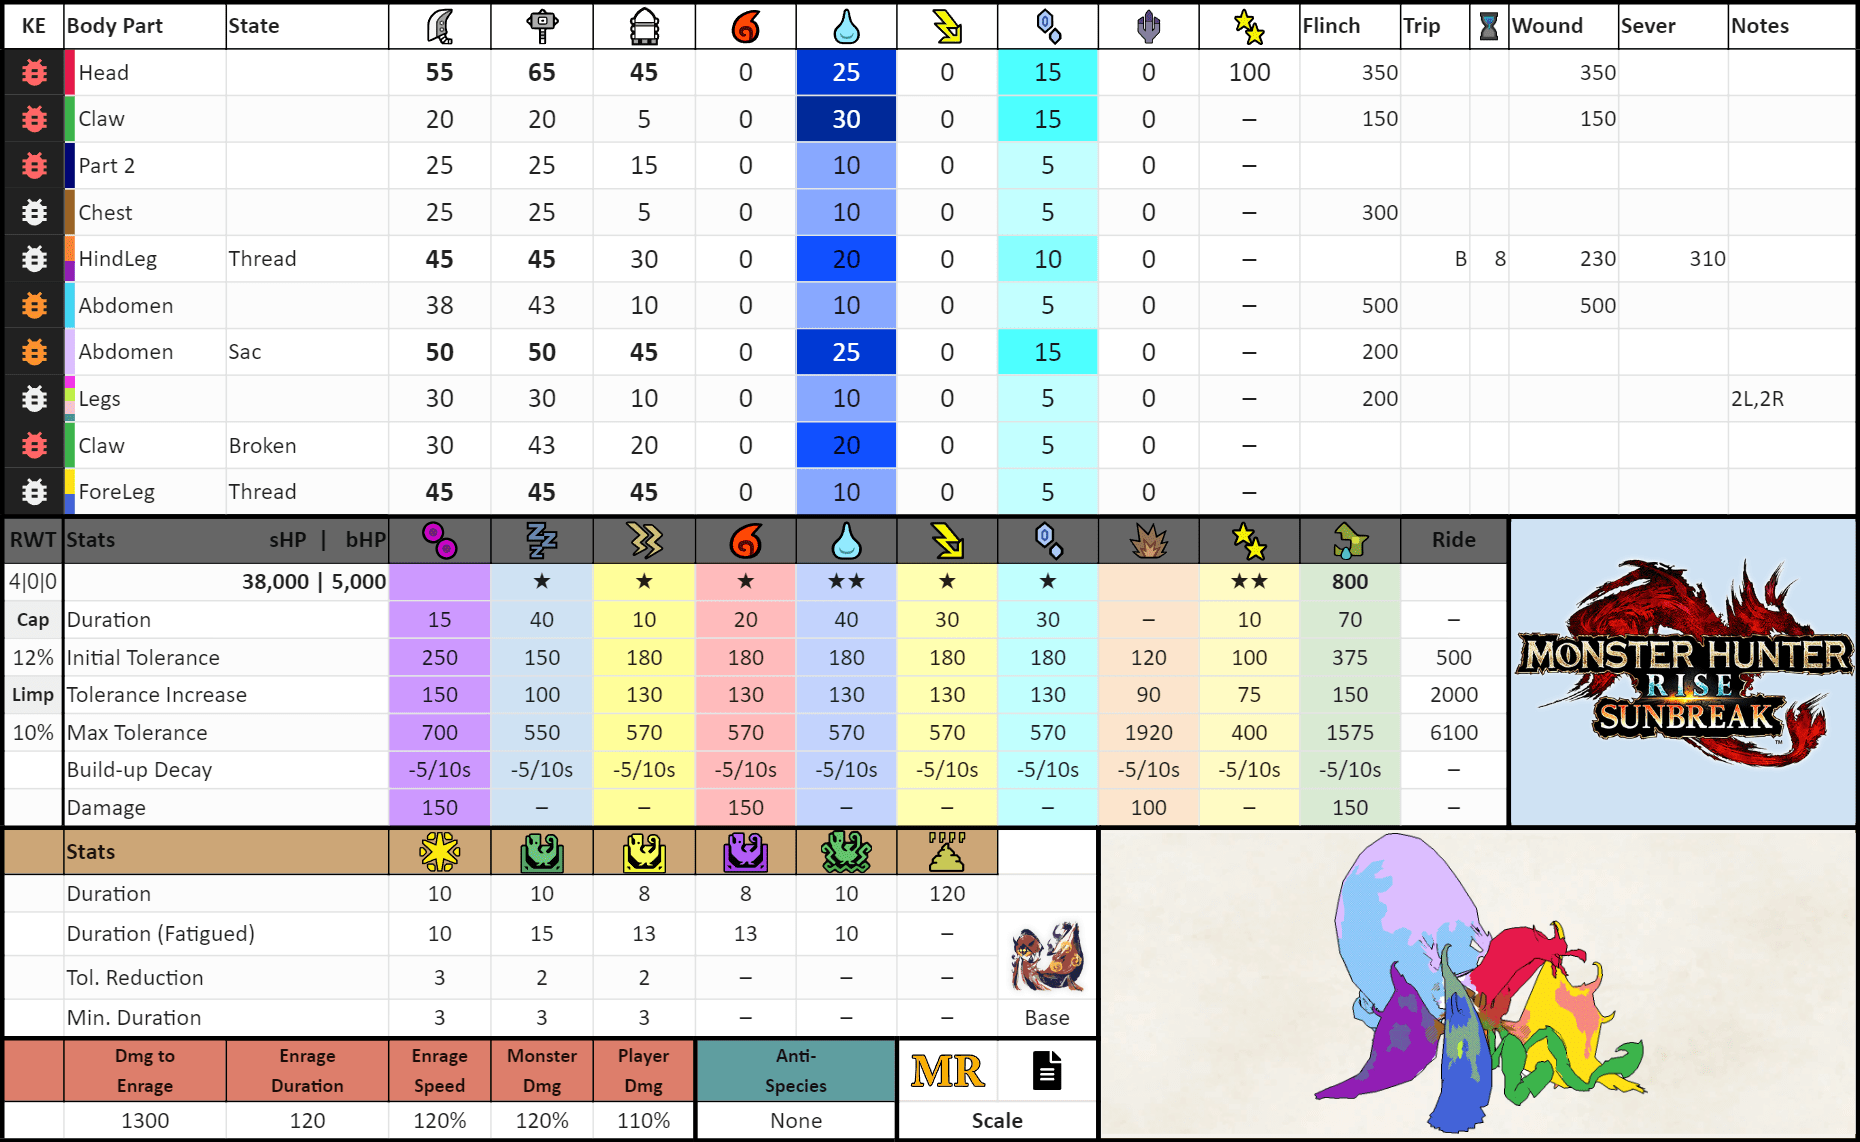 KE Body Part State Flinch Trip Wound Sever Notes
Head 55 65 45 0 25 0 15 0 100 350 350
Claw 20 20 5 0 30 0 15 0 – 150 150
Part 2 25 25 15 0 10 0 5 0 –
Chest 25 25 5 0 10 0 5 0 – 300
HindLeg Thread 45 45 30 0 20 0 10 0 – B 8 230 310
Abdomen 38 43 10 0 10 0 5 0 – 500 500
Abdomen Sac 50 50 45 0 25 0 15 0 – 200
Legs 30 30 10 0 10 0 5 0 – 200 2L,2R
Claw Broken 30 43 20 0 20 0 5 0 –
ForeLeg Thread 45 45 45 0 10 0 5 0 –
RWT Stats sHP | bHP Ride
4|0|0 38,000 | 5,000 ★ ★ ★ ★★ ★ ★ ★★ 800
Cap Duration 15 40 10 20 40 30 30 – 10 70 –
12% Initial Tolerance 250 150 180 180 180 180 180 120 100 375 500
Limp Tolerance Increase 150 100 130 130 130 130 130 90 75 150 2000
10% Max Tolerance 700 550 570 570 570 570 570 1920 400 1575 6100
Build-up Decay -5/10s -5/10s -5/10s -5/10s -5/10s -5/10s -5/10s -5/10s -5/10s -5/10s –
Damage 150 – – 150 – – – 100 – 150 –
MONSTER HUNTER
RISE
SUNBREAK
™
Stats
Duration 10 10 8 8 10 120
Duration (Fatigued) 10 15 13 13 10 –
Tol. Reduction 3 2 2 – – –
Min. Duration 3 3 3 – – – Base
Dmg to Enrage Enrage Monster Player Anti-
Enrage Duration Speed Dmg Dmg Species MR
1300 120 120% 120% 110% None Scale